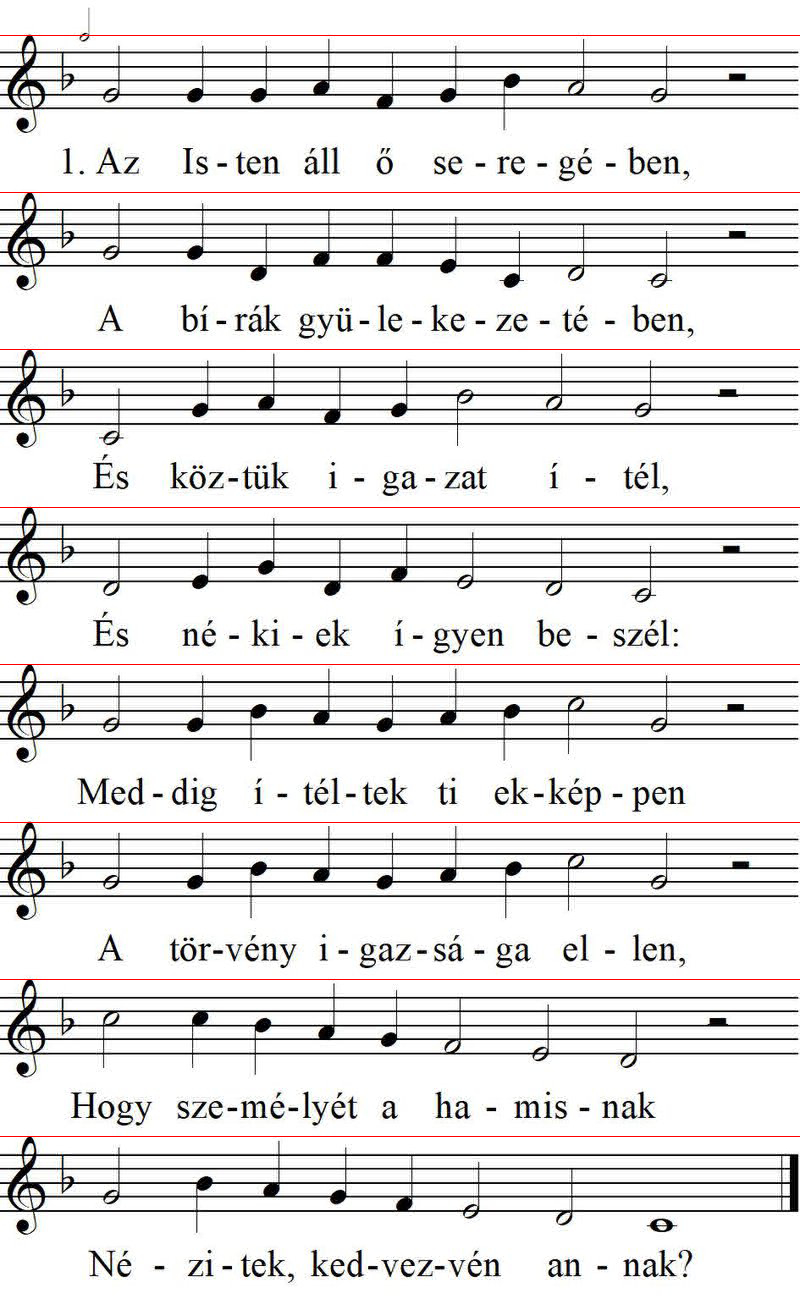 1. Az Is - ten áll ő se - re - gé - ben,
A bí - rák gyü - le - ke - ze - té - ben,
És köz - tük i - ga - zat í - tél,
És né - ki - ek í - gyen be - szél:
Med - dig í - tél - tek ti ek - kép - pen
A tör - vény i - gaz - sá - ga el - len,
Hogy sze - mé - lyét a ha - mis - nak
Né - zi - tek, ked - vez - vén an - nak?